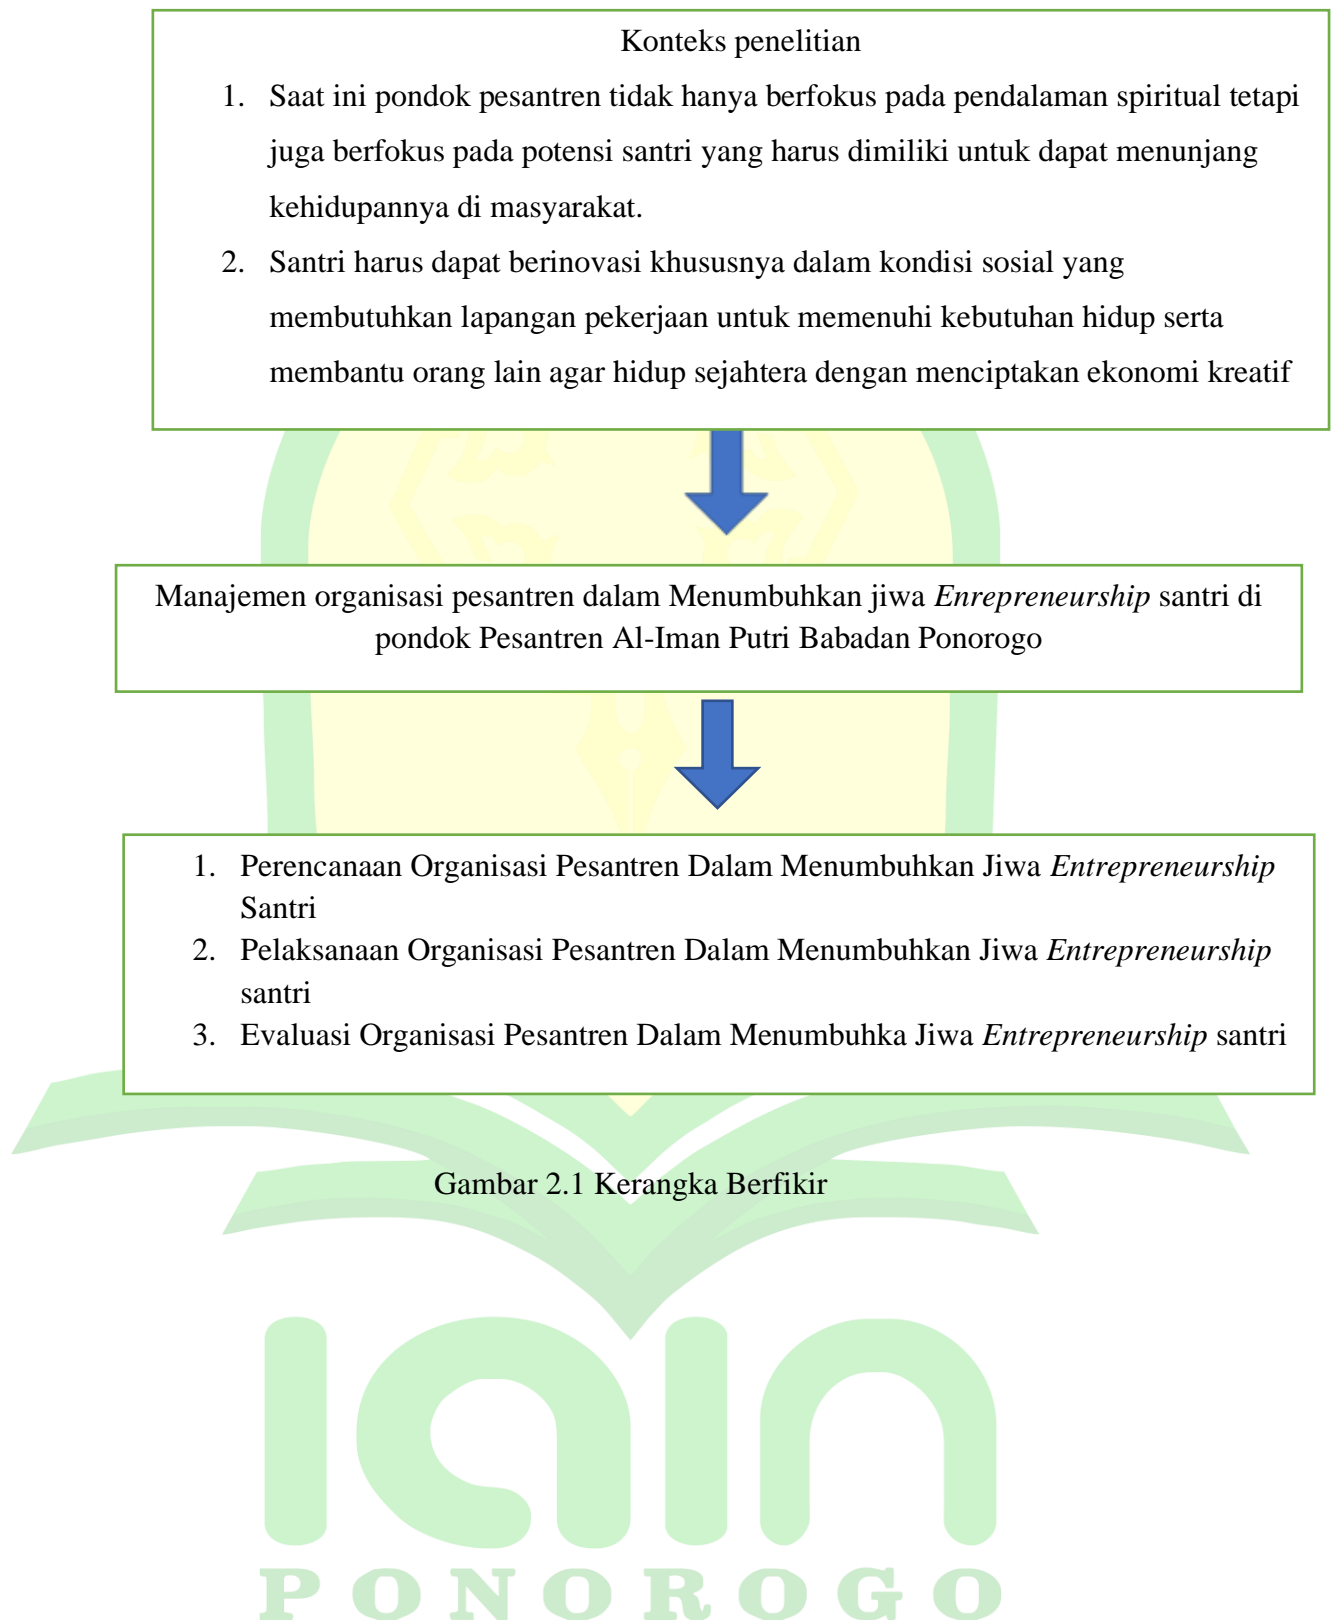 Konteks penelitian
1. Saat ini pondok pesantren tidak hanya berfokus pada pendalaman spiritual tetapi
juga berfokus pada potensi santri yang harus dimiliki untuk dapat menunjang
kehidupannya di masyarakat.
2. Santri harus dapat berinovasi khususnya dalam kondisi sosial yang
membutuhkan lapangan pekerjaan untuk memenuhi kebutuhan hidup serta
membantu orang lain agar hidup sejahtera dengan menciptakan ekonomi kreatif
Manajemen organisasi pesantren dalam Menumbuhkan jiwa Enrepreneurship santri di
pondok Pesantren Al-Iman Putri Babadan Ponorogo
1. Perencanaan Organisasi Pesantren Dalam Menumbuhkan Jiwa Entrepreneurship
Santri
2. Pelaksanaan Organisasi Pesantren Dalam Menumbuhkan Jiwa Entrepreneurship
santri
3. Evaluasi Organisasi Pesantren Dalam Menumbuhka Jiwa Entrepreneurship santri
Gambar 2.1 Kerangka Berfikir
iain
PONOROGO